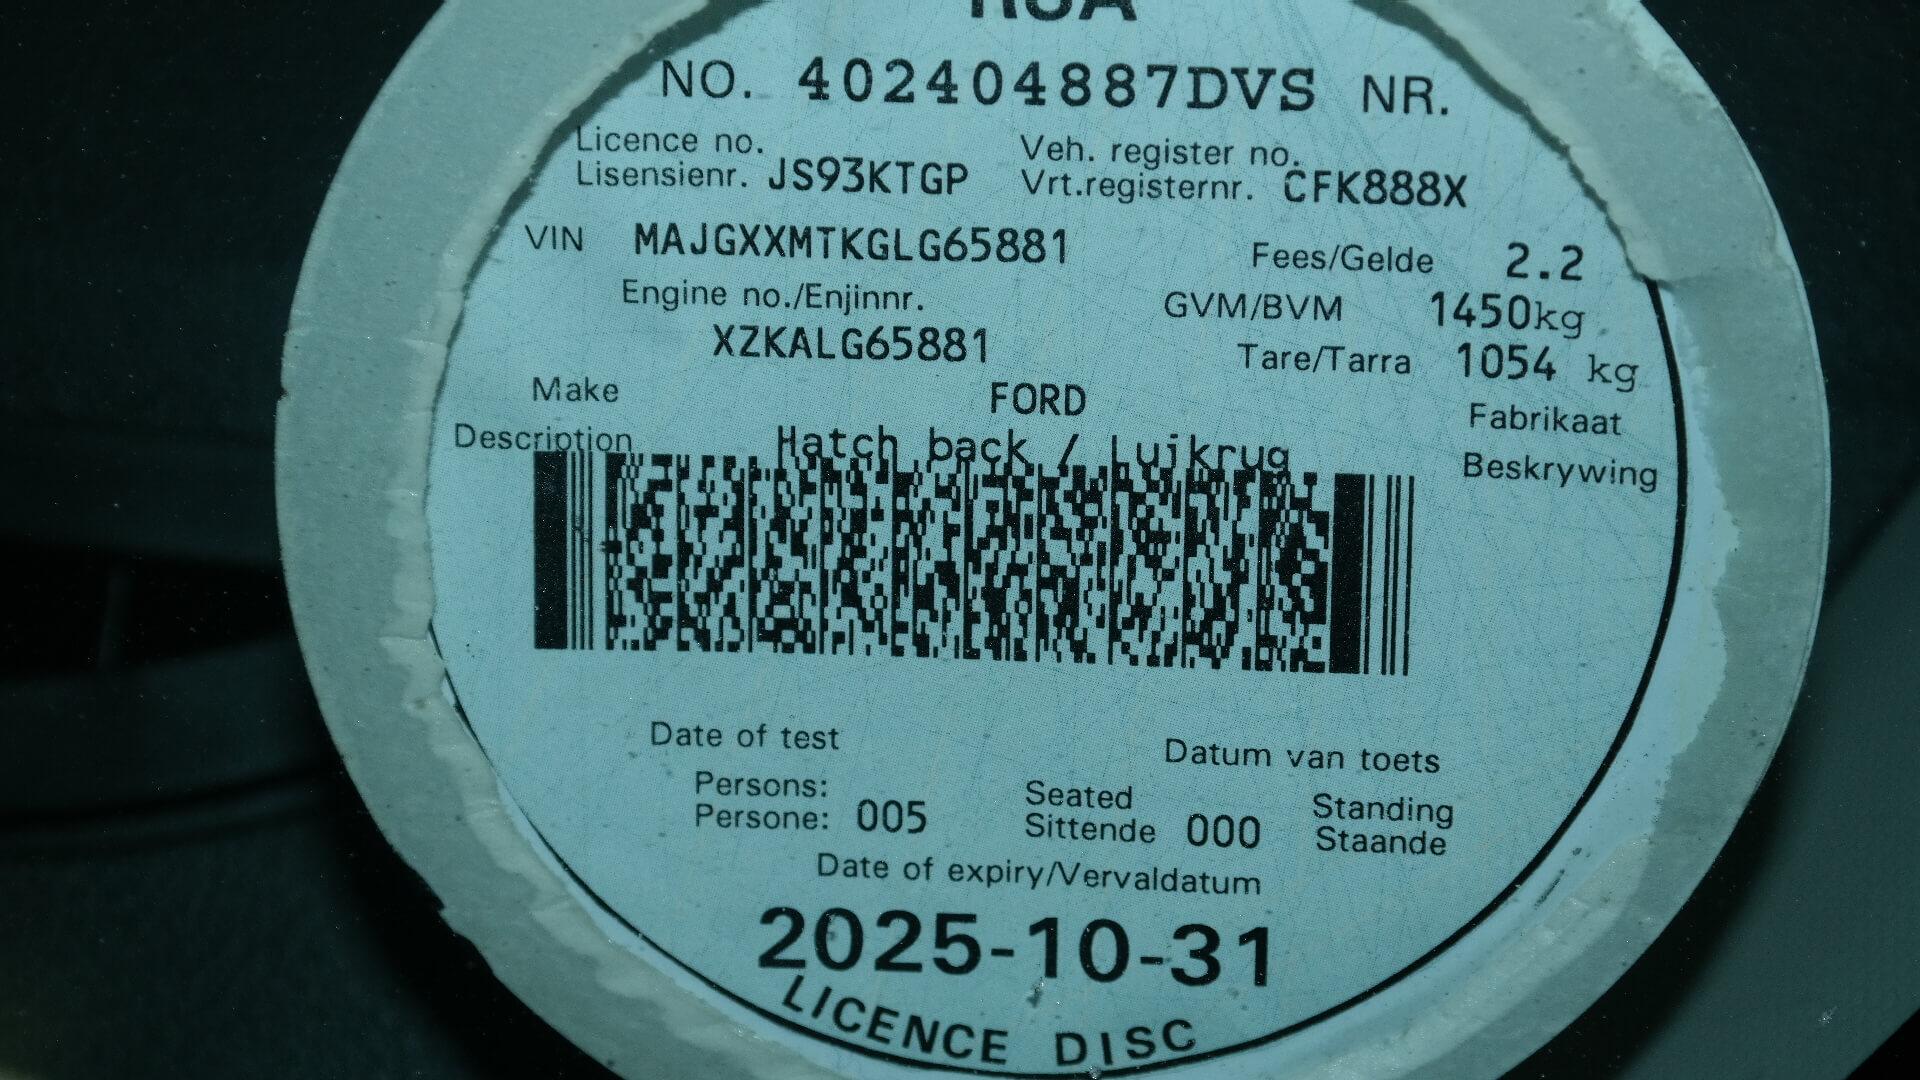 RSA
NO. 402404887DVS NR.
Licence no. Veh. register no.
Lisensienr. JS93KTGP Vrt.registernr. CFK888X
VIN MAJGXXMTKGLG65881 Fees/Gelde 2.2
Engine no./Enjinnr. GVM/BVM 1450kg
XZKALG65881 Tare/Tarra 1054 kg
Make FORD Fabrikaat
Description Hatch back / Luikrug Beskrywing
Date of test Datum van toets
Persons: Seated Standing
Persone: 005 Sittende 000 Staande
Date of expiry/Vervaldatum
2025-10-31
LICENCE DISC